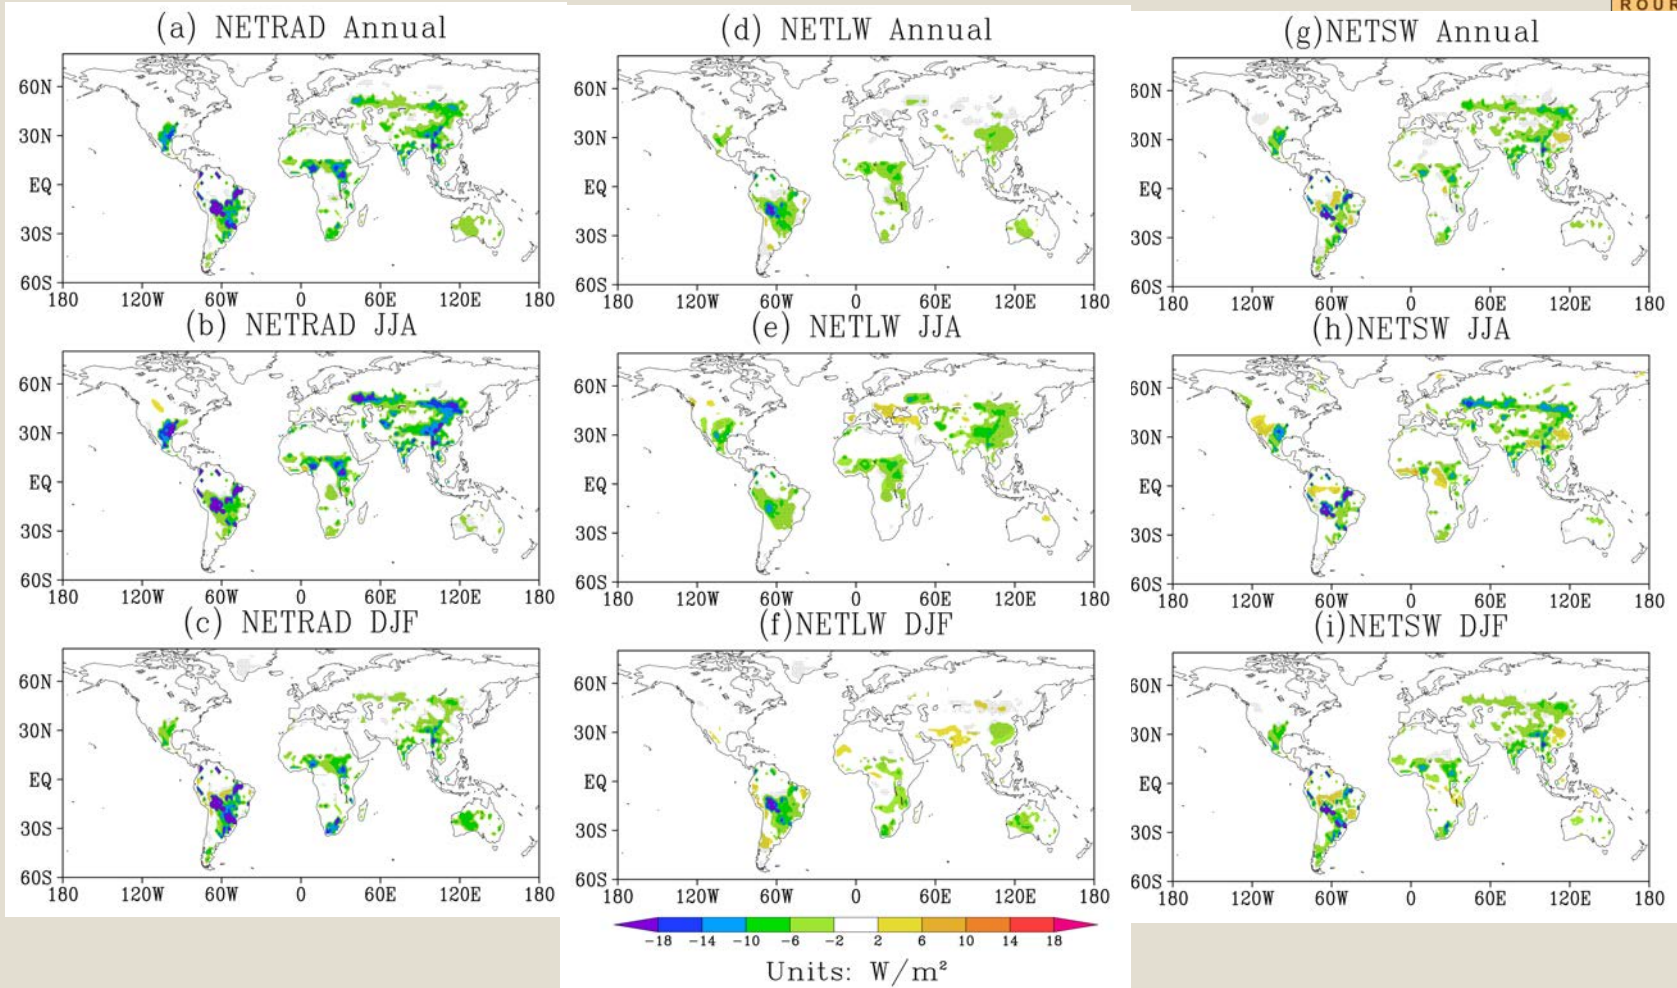 ROUR
(a) NETRAD Annual
60N
30N
EQ
30S
60S
180 120W 60W 0 60E 120E 180
(b) NETRAD JJA
60N
30N
EQ
30S
60S
180 120W 60W 0 60E 120E 180
(c) NETRAD DJF
60N
30N
EQ
30S
60S
180 120W 60W 0 60E 120E 180
(d) NETLW Annual
60N
30N
EQ
30S
60S
180 120W 60W 0 60E 120E 180
(e) NETLW JJA
60N
30N
EQ
30S
60S
180 120W 60W 0 60E 120E 180
(f)NETLW DJF
60N
30N
EQ
30S
60S
180 120W 60W 0 60E 120E 180
-18 -14 -10 -6 -2 2 6 10 14 18
Units: W/m²
(g)NETSW Annual
60N
30N
EQ
30S
60S
120W 60W 0 60E 120E 180
(h)NETSW JJA
60N
30N
EQ
30S
60S
120W 60W 0 60E 120E 180
(i)NETSW DJF
60N
30N
EQ
30S
60S
120W 60W 0 60E 120E 180